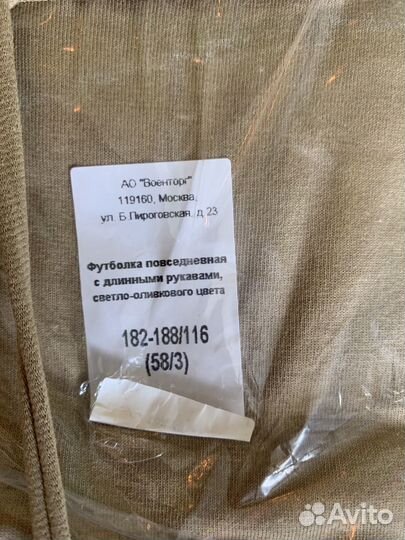 АО "Военторг"
119160, Москва,
ул. Б.Пироговская, д.23
Футболка повседневная
с длинными рукавами,
светло-оливкового цвета
182-188/116
(58/3)
Avito